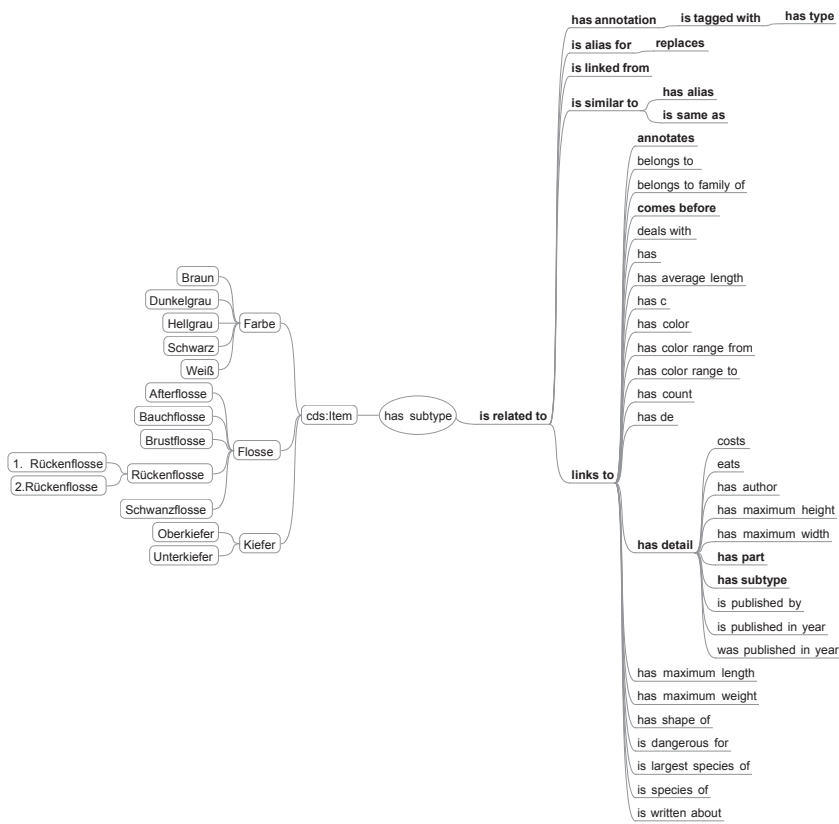 has annotation
is tagged with
has type
is alias for
replaces
is linked from
is similar to
has alias
is same as
annotates
belongs to
belongs to family of
comes before
deals with
has
has average length
has c
has color
has color range from
has color range to
has count
has de
links to
costs
eats
has author
has maximum height
has maximum width
has detail
has part
has subtype
is published by
is published in year
was published in year
has maximum length
has maximum weight
has shape of
is dangerous for
is largest species of
is species of
is written about
is related to
has subtype
cds:Item
Farbe
Braun
Dunkelgrau
Hellgrau
Schwarz
Weiß
Flosse
Afterflosse
Bauchflosse
Brustflosse
Rückenflosse
1. Rückenflosse
2.Rückenflosse
Schwanzflosse
Kiefer
Oberkiefer
Unterkiefer